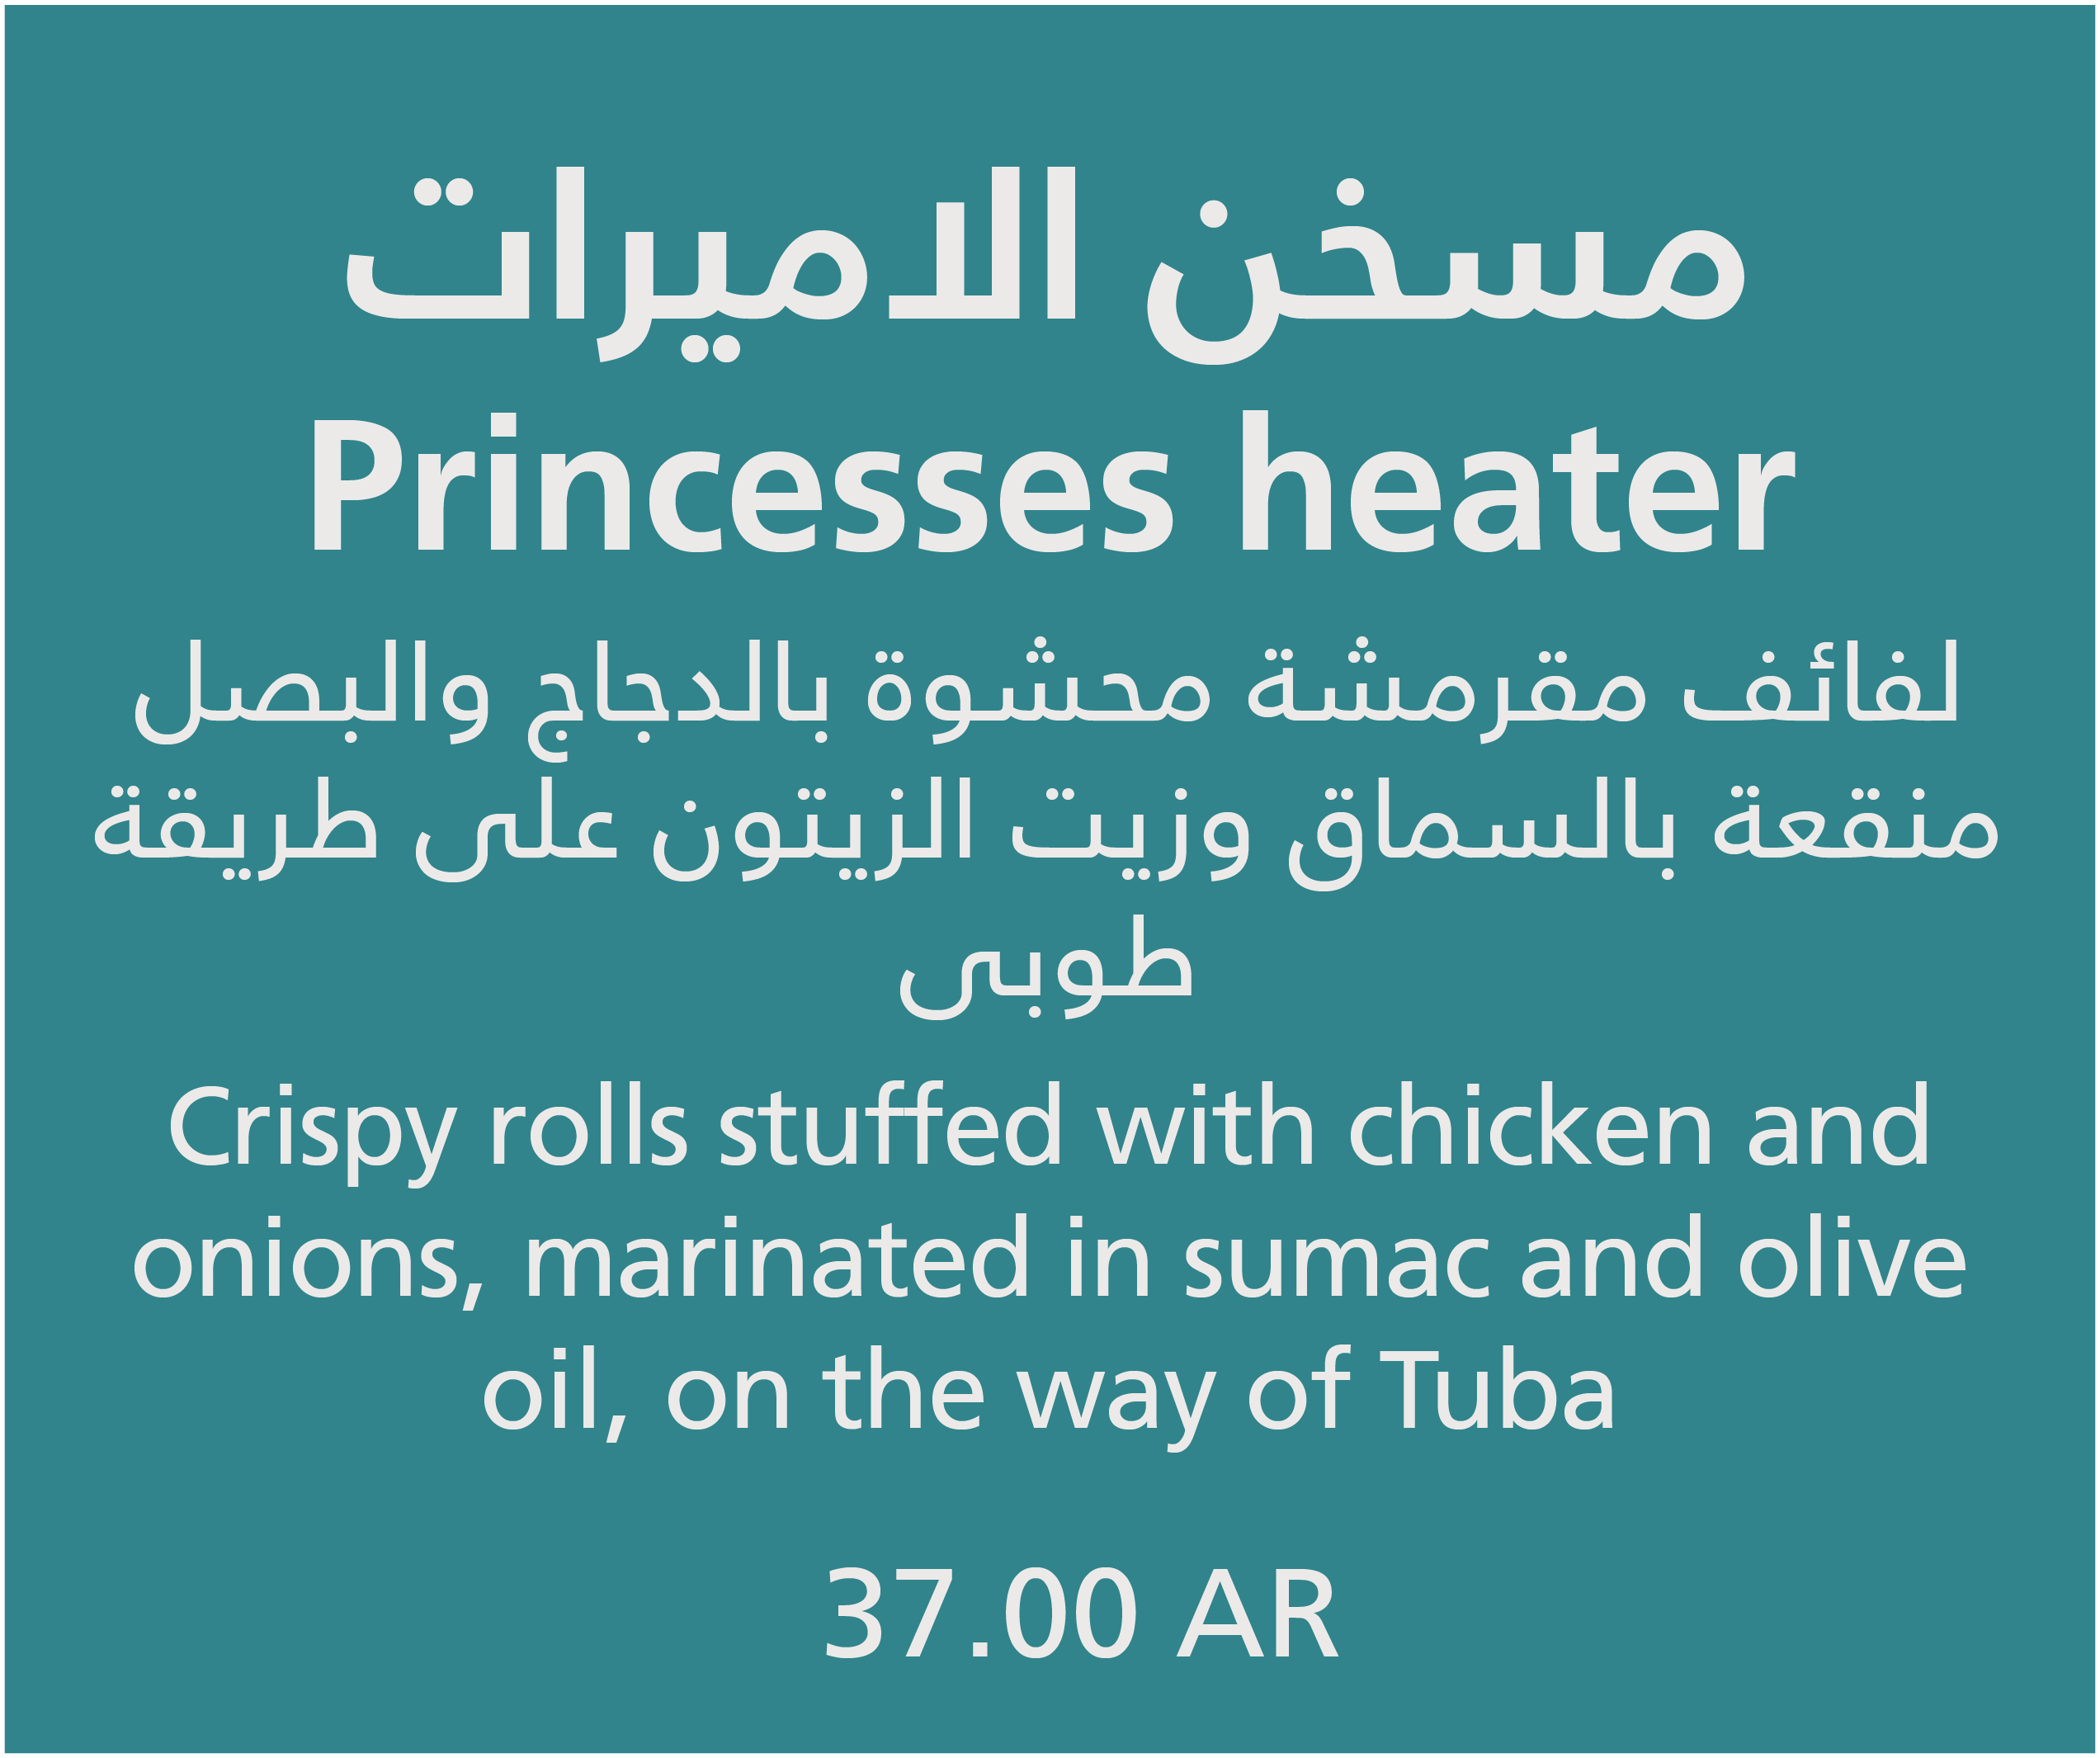 مسخن الاميرات
Princesses heater
لفائف مقرمشة محشوة بالدجاج والبصل
منقعة بالسماق وزيت الزيتون على طريقة
طوبى
Crispy rolls stuffed with chicken and
onions, marinated in sumac and olive
oil, on the way of Tuba
37.00 AR